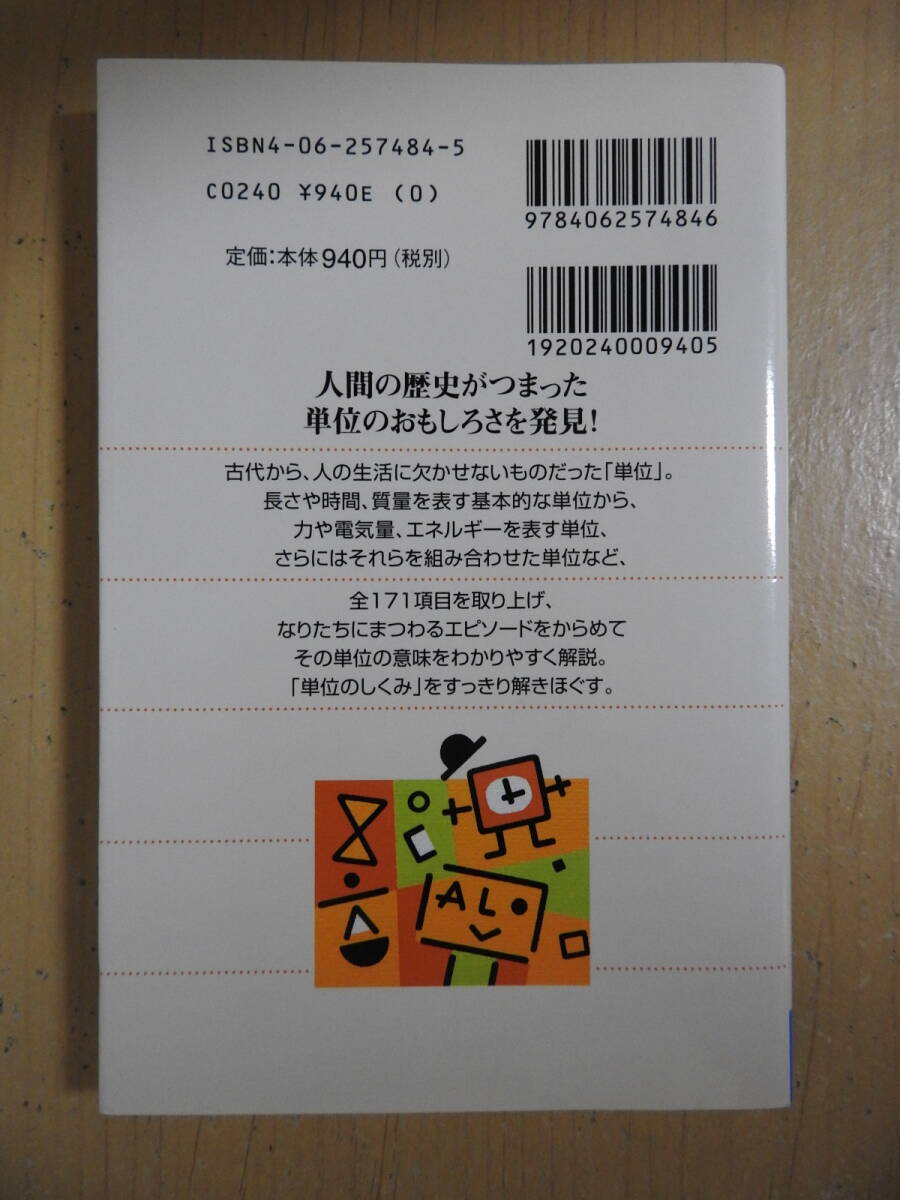 ISBN4-06-257484-5
C0240 ¥940E (0)
定価:本体940円(税別)
9784062574846
1920240009405
人間の歴史がつまった
単位のおもしろさを発見!
古代から、人の生活に欠かせないものだった「単位」。
長さや時間、質量を表す基本的な単位から、
力や電気量、エネルギーを表す単位、
さらにはそれらを組み合わせた単位など、
全171項目を取り上げ、
なりたちにまつわるエピソードをからめて
その単位の意味をわかりやすく解説。
「単位のしくみ」をすっきり解きほぐす。
AL